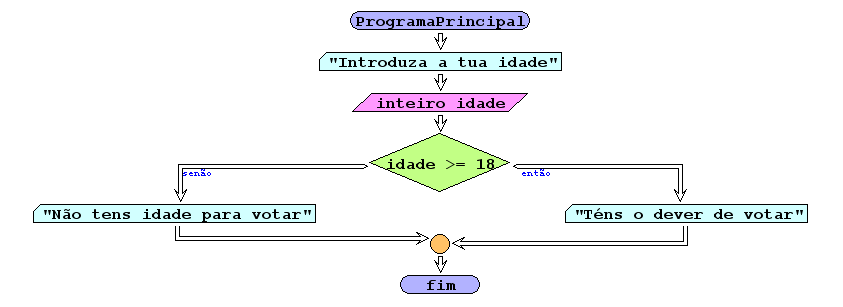 ProgramaPrincipal
"Introduza a tua idade"
inteiro idade
idade >= 18
senão
então
"Não tens idade para votar"
"Téns o dever de votar"
fim